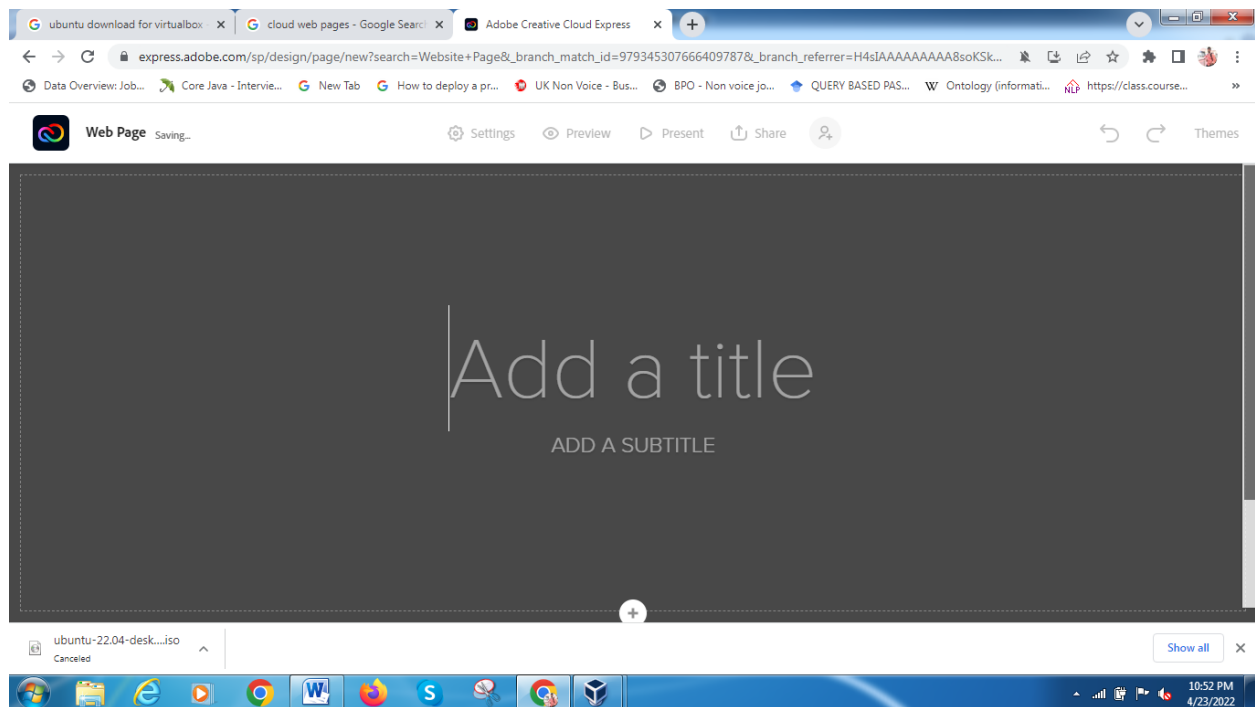 ubuntu download for virtualbox
cloud web pages - Google Search
Adobe Creative Cloud Express
express.adobe.com/sp/design/page/new?search=Website+Page&_branch_match_id=979345307666409787&_branch_referrer=H4sIAAAAAAAAA8soKSk...
Data Overview: Job...
Core Java - Intervie...
New Tab
How to deploy a pr...
UK Non Voice - Bus...
BPO - Non voice jo...
QUERY BASED PAS...
Ontology (informati...
https://class.course...
Web Page Saving...
Settings
Preview
Present
Share
Themes
Add a title
ADD A SUBTITLE
ubuntu-22.04-desk....iso
Canceled
Show all
10:52 PM
4/23/2022